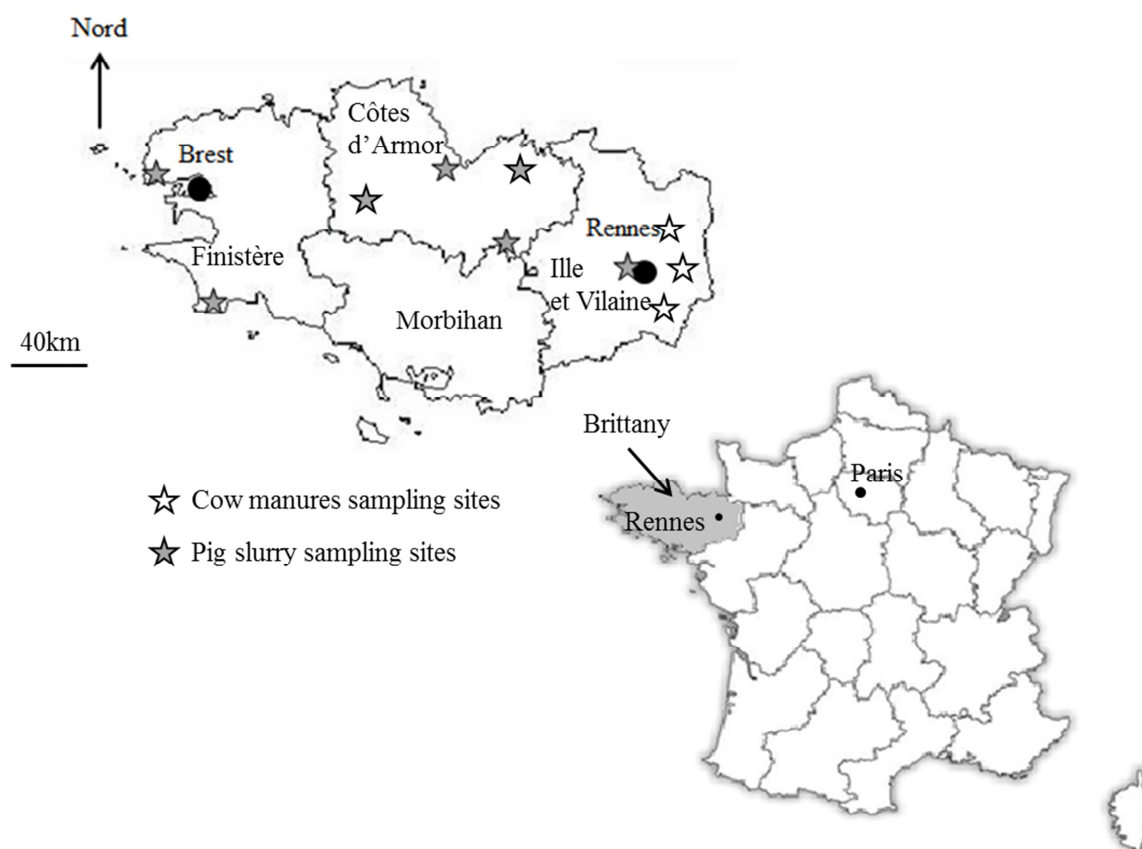 Nord
Côtes
d'Armor
Brest
Rennes
Finistère
Ille
et Vilaine
Morbihan
40km
Brittany
Paris
Rennes
Cow manures sampling sites
Pig slurry sampling sites